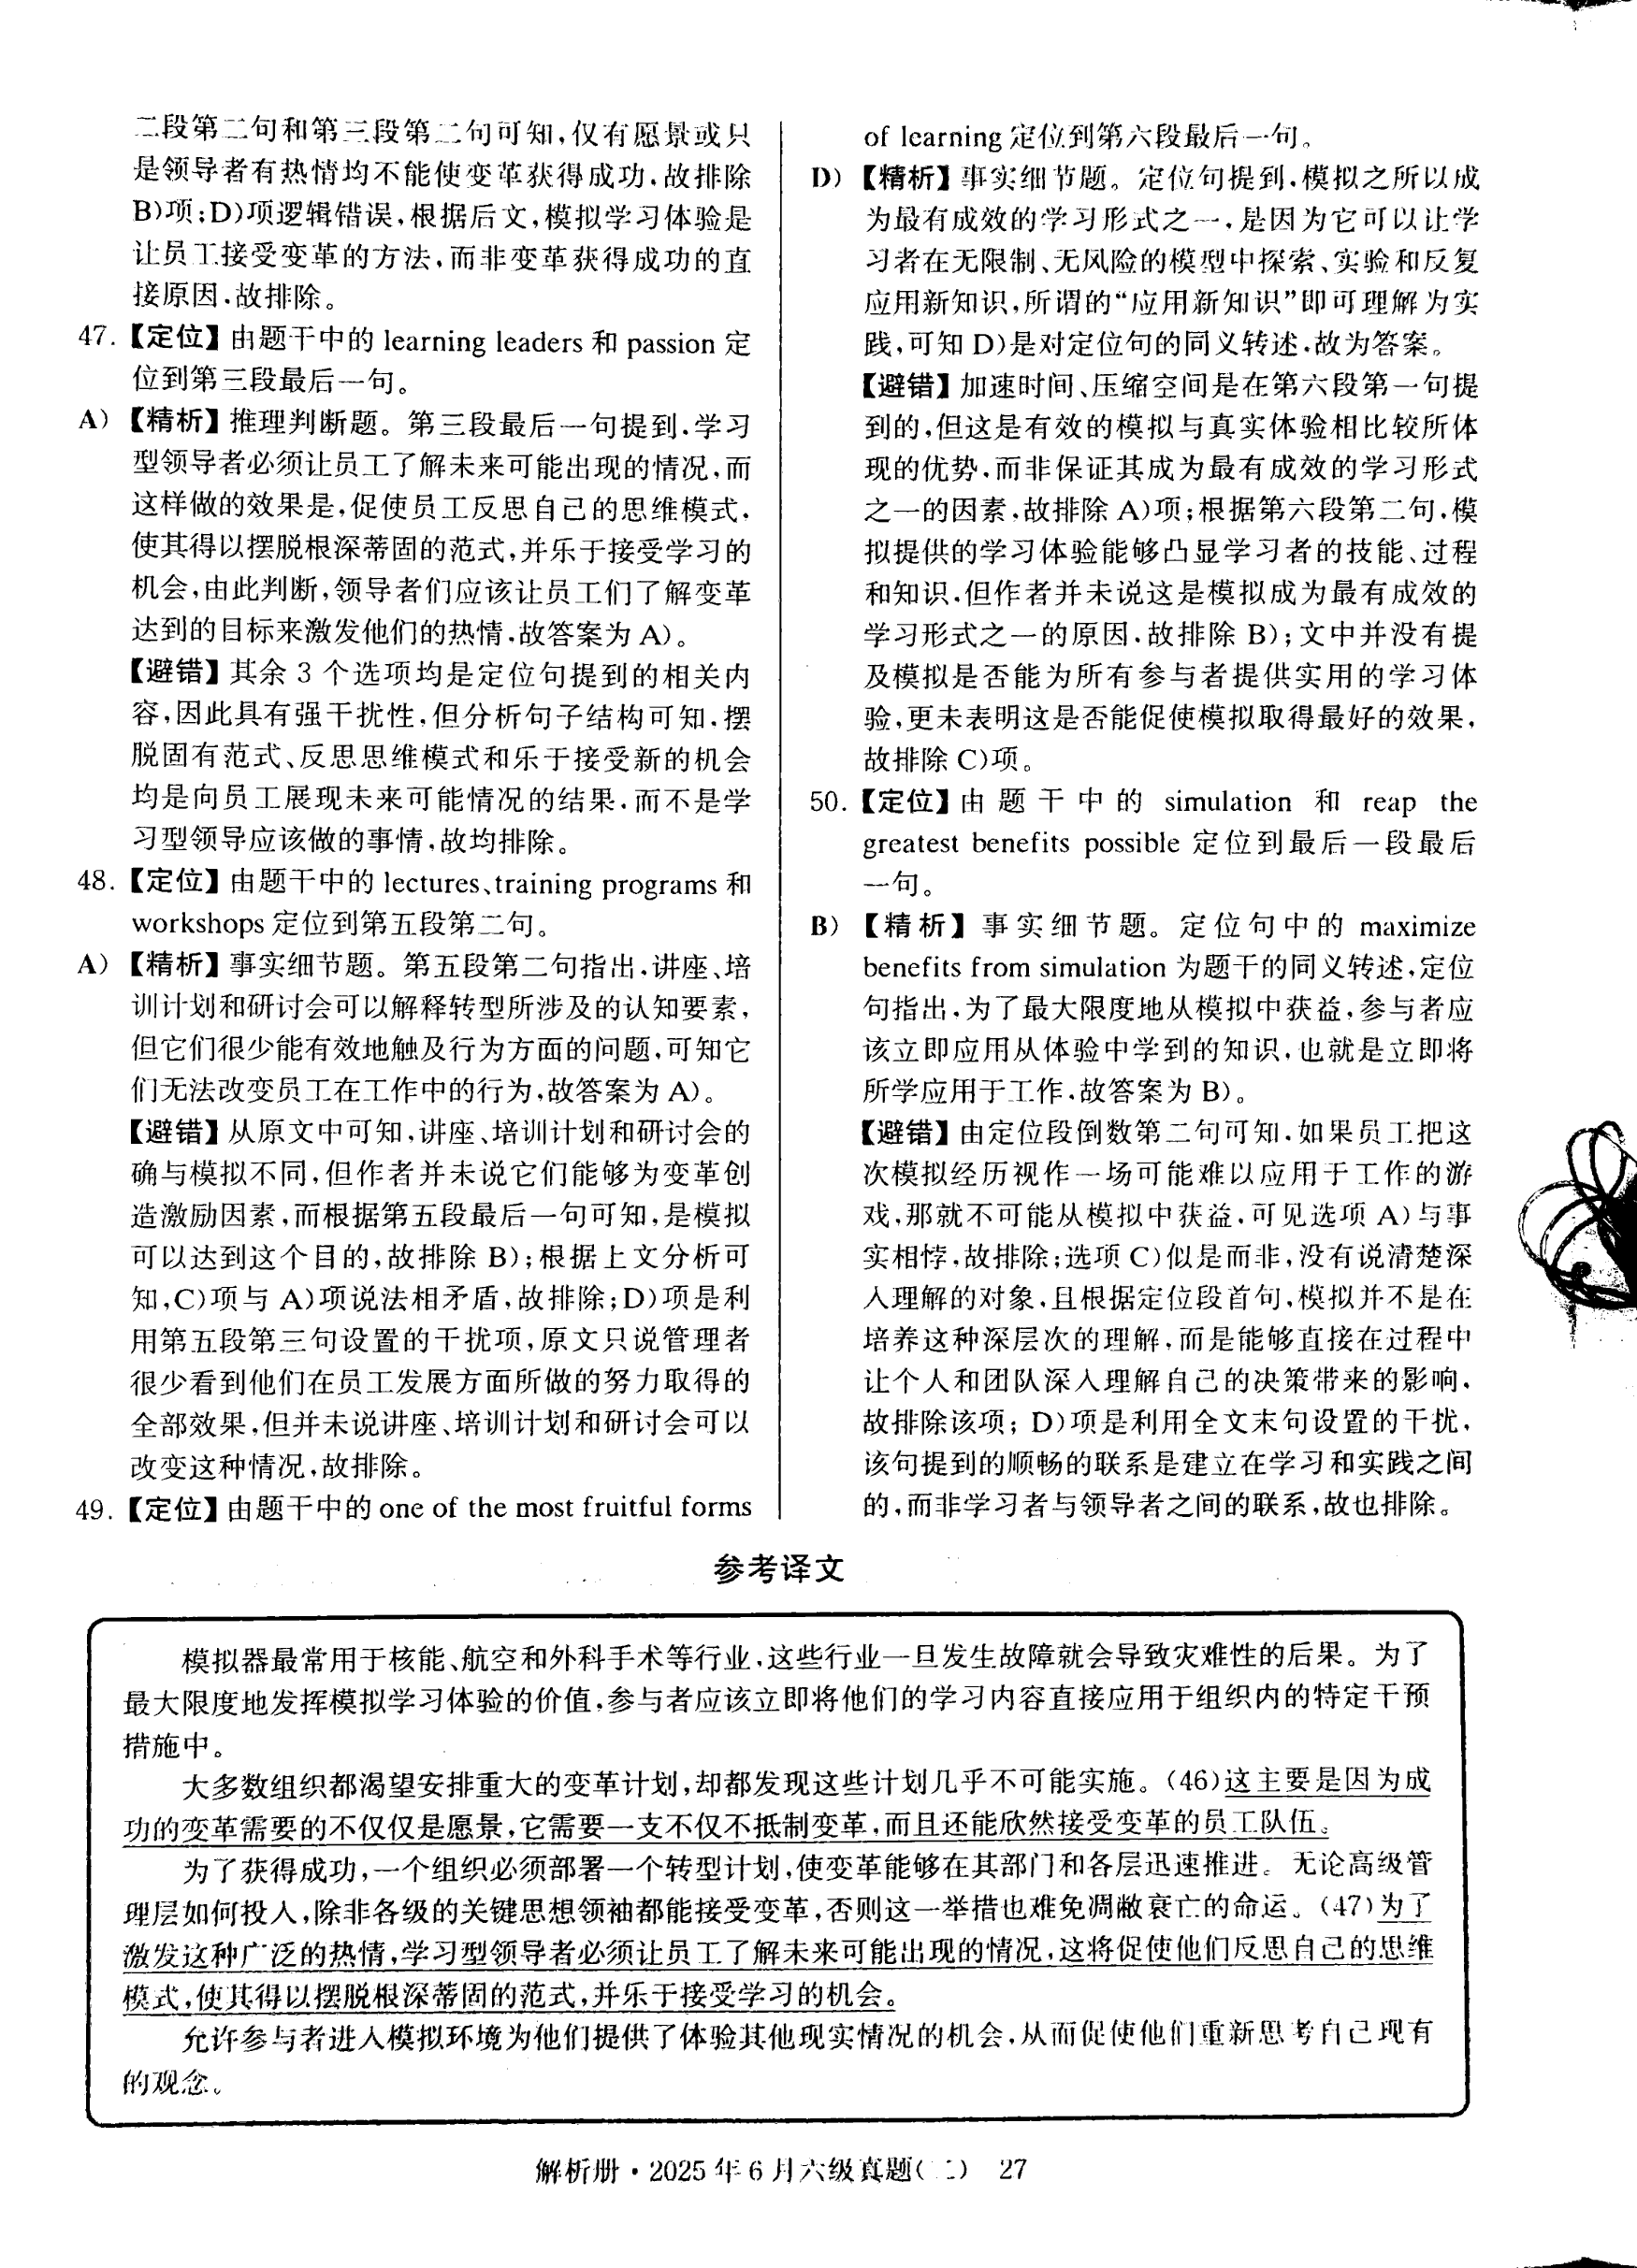 二段第二句和第三段第二句可知,仅有愿景或只
是领导者有热情均不能使变革获得成功,故排除
B)项;D)项逻辑错误,根据后文,模拟学习体验是
让员工接受变革的方法,而非变革获得成功的直
接原因,故排除。
47.【定位】由题干中的 learning leaders 和 passion 定
位到第三段最后一句。
A)【精析】推理判断题。第三段最后一句提到,学习
型领导者必须让员工了解未来可能出现的情况,而
这样做的效果是,促使员工反思自己的思维模式,
使其得以摆脱根深蒂固的范式,并乐于接受学习的
机会,由此判断,领导者们应该让员工们了解变革
达到的目标来激发他们的热情,故答案为 A)。
【避错】其余 3 个选项均是定位句提到的相关内
容,因此具有强干扰性,但分析句子结构可知,摆
脱固有范式、反思思维模式和乐于接受新的机会
均是向员工展现未来可能情况的结果,而不是学
习型领导应该做的事情,故均排除。
48.【定位】由题干中的 lectures、training programs 和
workshops 定位到第五段第二句。
A)【精析】事实细节题。第五段第二句指出,讲座、培
训计划和研讨会可以解释转型所涉及的认知要素,
但它们很少能有效地触及行为方面的问题,可知它
们无法改变员工在工作中的行为,故答案为 A)。
【避错】从原文中可知,讲座、培训计划和研讨会的
确与模拟不同,但作者并未说它们能够为变革创
造激励因素,而根据第五段最后一句可知,是模拟
可以达到这个目的,故排除 B);根据上文分析可
知,C)项与 A)项说法相矛盾,故排除;D)项是利
用第五段第三句设置的干扰项,原文只说管理者
很少看到他们在员工发展方面所做的努力取得的
全部效果,但并未说讲座、培训计划和研讨会可以
改变这种情况,故排除。
49.【定位】由题干中的 one of the most fruitful forms
of learning 定位到第六段最后一句。
D)【精析】事实细节题。定位句提到,模拟之所以成
为最有成效的学习形式之一,是因为它可以让学
习者在无限制、无风险的模型中探索、实验和反复
应用新知识,所谓的“应用新知识”即可理解为实
践,可知 D)是对定位句的同义转述,故为答案。
【避错】加速时间、压缩空间是在第六段第一句提
到的,但这是有效的模拟与真实体验相比较所体
现的优势,而非保证其成为最有成效的学习形式
之一的因素,故排除 A)项;根据第六段第二句,模
拟提供的学习体验能够凸显学习者的技能、过程
和知识,但作者并未说这是模拟成为最有成效的
学习形式之一的原因,故排除 B);文中并没有提
及模拟是否能为所有参与者提供实用的学习体
验,更未表明这是否能促使模拟取得最好的效果,
故排除 C)项。
50.【定位】由题干中的 simulation 和 reap the
greatest benefits possible 定位到最后一段最后
一句。
B)【精析】事实细节题。定位句中的 maximize
benefits from simulation 为题干的同义转述,定位
句指出,为了最大限度地从模拟中获益,参与者应
该立即应用从体验中学到的知识,也就是立即将
所学应用于工作,故答案为 B)。
【避错】由定位段倒数第二句可知,如果员工把这
次模拟经历视作一场可能难以应用于工作的游
戏,那就不可能从模拟中获益,可见选项 A)与事
实相悖,故排除;选项 C)似是而非,没有说清楚深
入理解的对象,且根据定位段首句,模拟并不是在
培养这种深层次的理解,而是能够直接在过程中
让个人和团队深入理解自己的决策带来的影响,
故排除该项; D)项是利用全文末句设置的干扰,
该句提到的顺畅的联系是建立在学习和实践之间
的,而非学习者与领导者之间的联系,故也排除。
参考译文
模拟器最常用于核能、航空和外科手术等行业,这些行业一旦发生故障就会导致灾难性的后果。为了
最大限度地发挥模拟学习体验的价值,参与者应该立即将他们的学习内容直接应用于组织内的特定干预
措施中。
大多数组织都渴望安排重大的变革计划,却都发现这些计划几乎不可能实施。(46)这主要是因为成
功的变革需要的不仅仅是愿景,它需要一支不仅不抵制变革,而且还能欣然接受变革的员工队伍。
为了获得成功,一个组织必须部署一个转型计划,使变革能够在其部门和各层迅速推进。无论高级管
理层如何投入,除非各级的关键思想领袖都能接受变革,否则这一举措也难免凋敝衰亡的命运。(47)为了
激发这种广泛的热情,学习型领导者必须让员工了解未来可能出现的情况,这将促使他们反思自己的思维
模式,使其得以摆脱根深蒂固的范式,并乐于接受学习的机会。
允许参与者进入模拟环境为他们提供了体验其他现实情况的机会,从而促使他们重新思考自己现有
的观念。
解析册·2025 年 6 月六级真题(二) 27